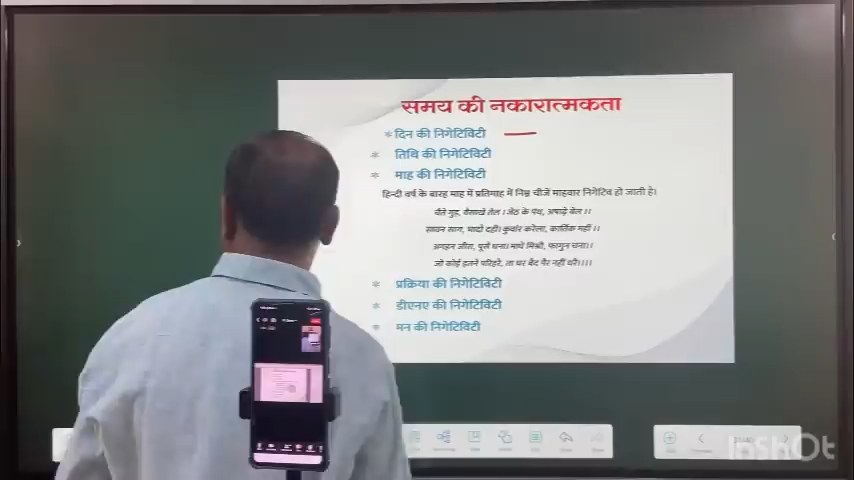 समय की नकारात्मकता
* दिन की निगेटिविटी
* तिथि की निगेटिविटी
* माह की निगेटिविटी
हिन्दी वर्ष के बारह माह में प्रतिमाह में निम्न चीजें माहवार निगेटिव हो जाती है।
चैते गुड़, वैसाखे तेल । जेठ के पंथ, अषाढ़े बेल ।।
सावन साग, भादो दही। कुवांर करेला, कार्तिक मही ।।
अगहन जीरा, पूसै धना। माघे मिश्री, फागुन चना।।
जो कोई इतने परिहरै, ता घर बैद पैर नहीं धरै।।।।
* प्रक्रिया की निगेटिविटी
* डीएनए की निगेटिविटी
* मन की निगेटिविटी
InShOt